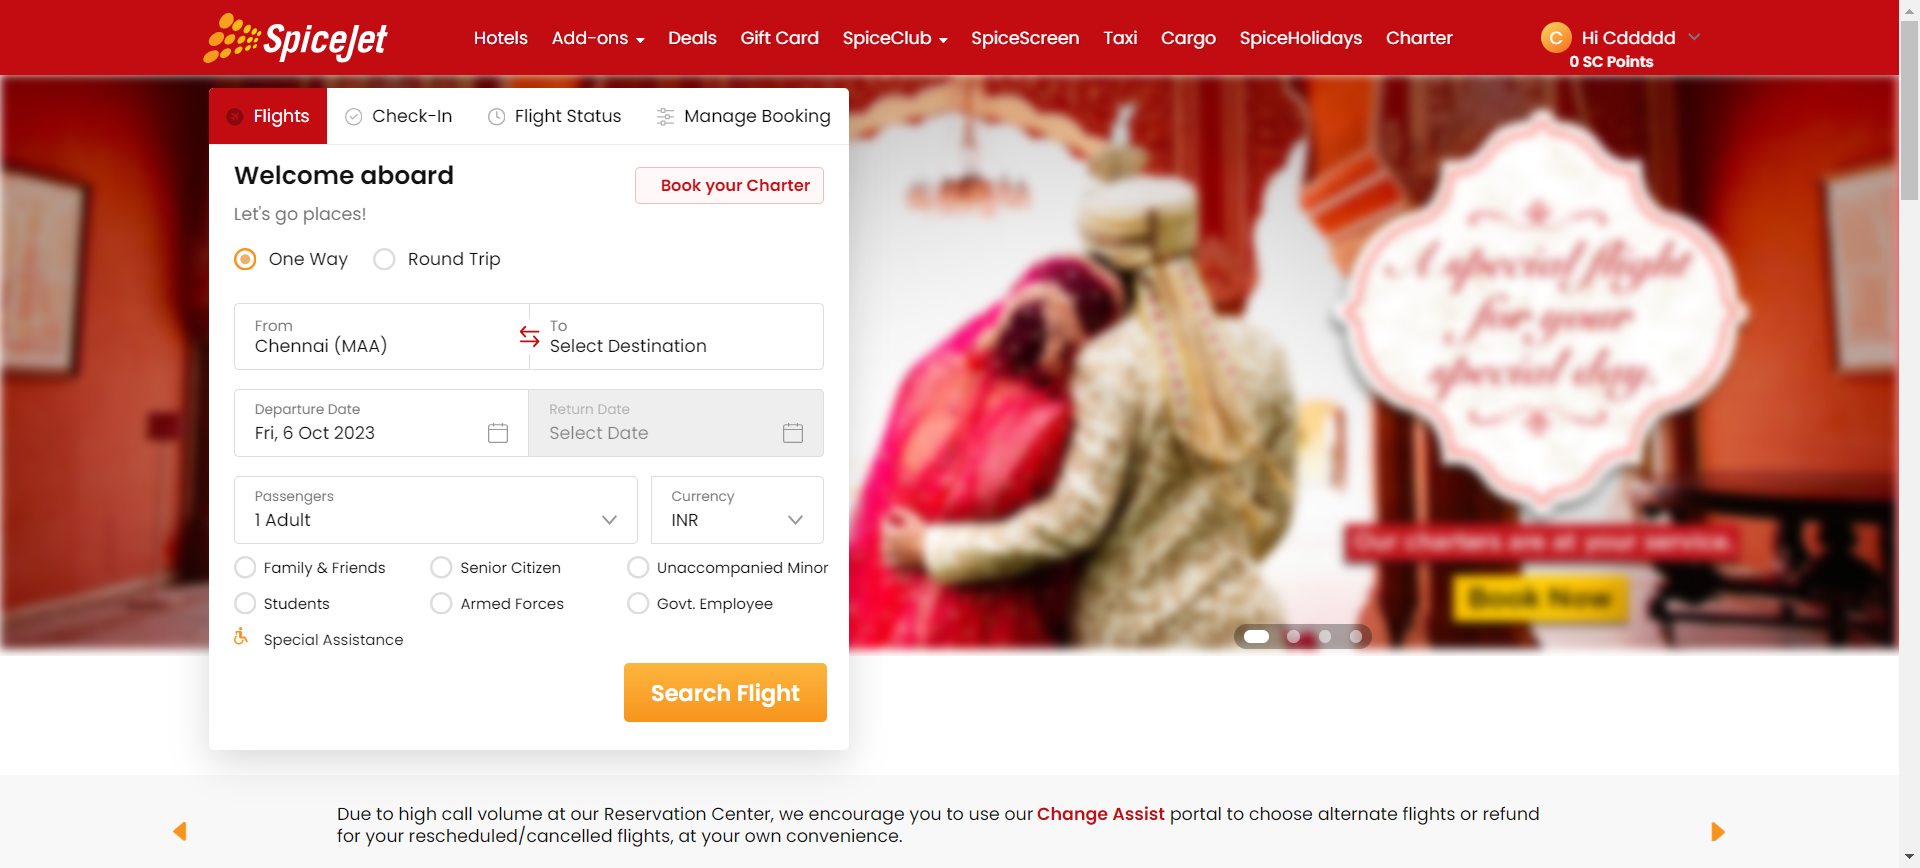 SpiceJet
Hotels Add-ons Deals Gift Card SpiceClub SpiceScreen Taxi Cargo SpiceHolidays Charter
C Hi Cddddd
0 SC Points
Flights Check-In Flight Status Manage Booking
Welcome aboard
Book your Charter
Let's go places!
One Way Round Trip
From
Chennai (MAA)
To
Select Destination
Departure Date
Fri, 6 Oct 2023
Return Date
Select Date
Passengers
1 Adult
Currency
INR
Family & Friends Senior Citizen Unaccompanied Minor
Students Armed Forces Govt. Employee
Special Assistance
Search Flight
A special flight
for your
special day.
Our charters are at your service.
Book Now
Due to high call volume at our Reservation Center, we encourage you to use our Change Assist portal to choose alternate flights or refund
for your rescheduled/cancelled flights, at your own convenience.